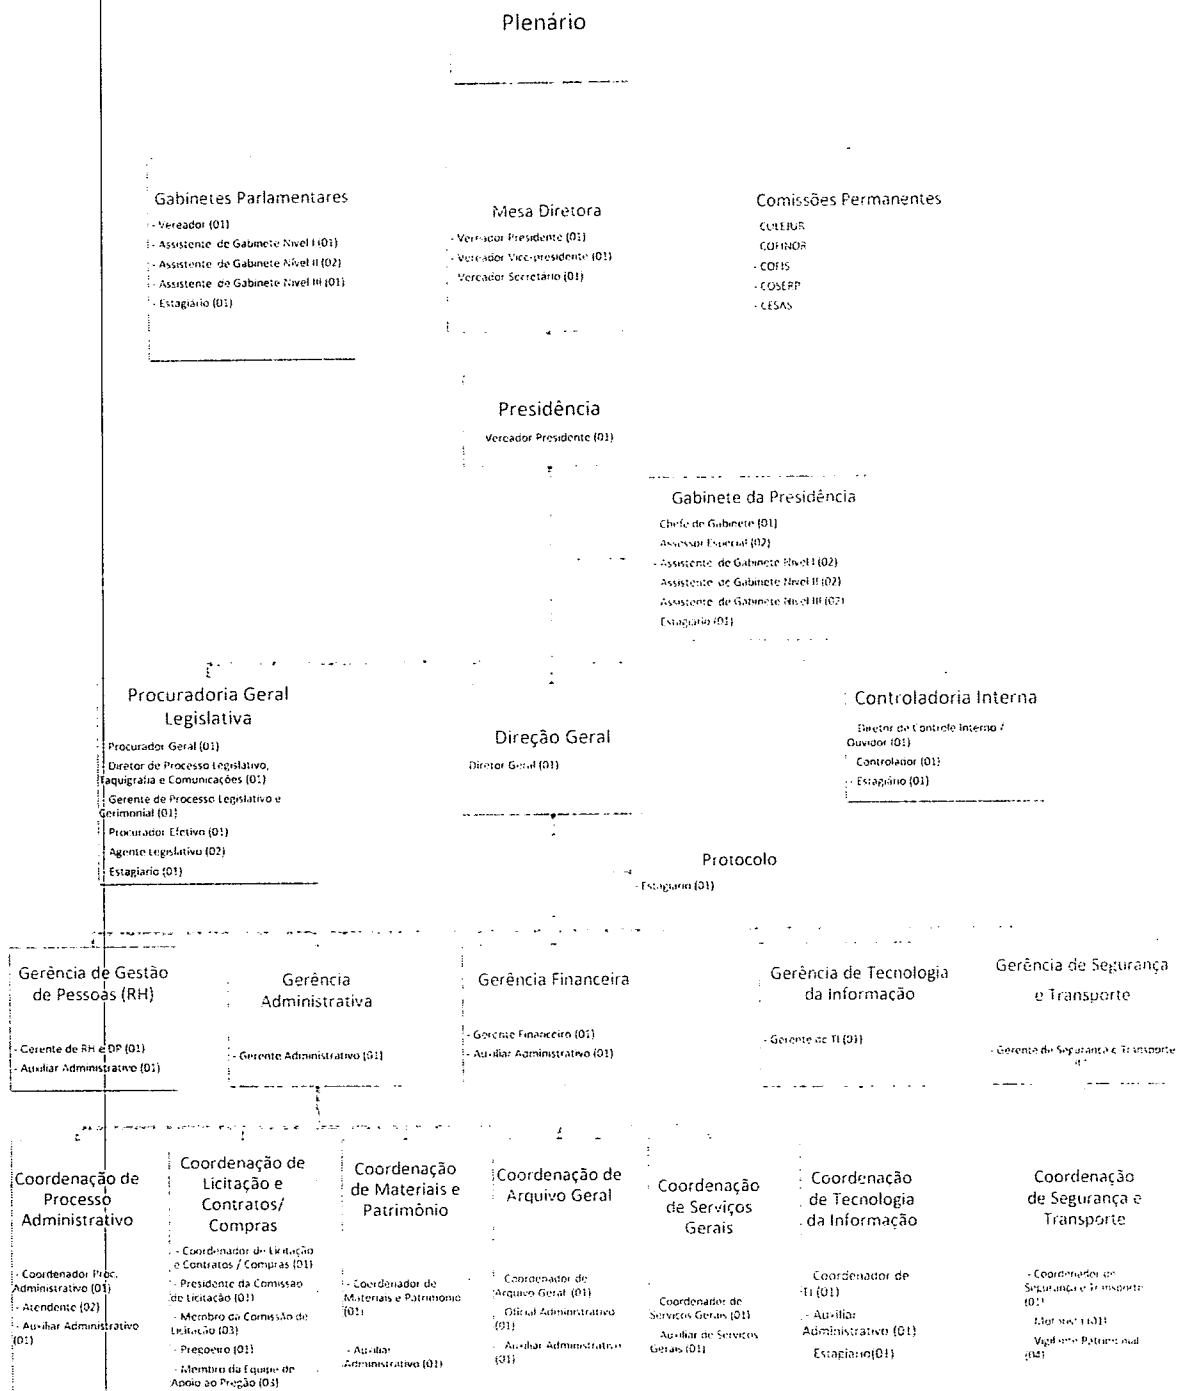 Plenário
Gabinetes Parlamentares
- Vereador (01)
- Assistente de Gabinete Nivel I (01)
- Assistente de Gabinete Nivel II (02)
- Assistente de Gabinete Nivel III (01)
- Estagiário (01)
Mesa Diretora
- Vereador Presidente (01)
- Vereador Vice-presidente (01)
Vereador Secretário (01)
Comissões Permanentes
COFINOR
- COFIS
- COSERP
- CESAS
Presidência
Vereador Presidente (01)
Gabinete da Presidência
Chefe de Gabinete (01)
Assessor Especial (02)
- Assistente de Gabinete Nivel I (02)
Assistente de Gabinete Nivel II (02)
Assistente de Gabinete Nivel III (02)
Estagiário (01)
Procuradoria Geral
Legislativa
Procurador Geral (01)
- Diretor de Processo Legislativo,
Taquigrafia e Comunicações (01)
- Gerente de Processo Legislativo e
Cerimonial (01)
Procurador Efetivo (01)
Agente Legislativo (02)
Estagiario (01)
Direção Geral
Diretor Geral (01)
Controladoria Interna
Diretor de Controle Interno /
Ouvidor (01)
Controlador (01)
- Estagiário (01)
Protocolo
- Estagiario (01)
Gerência de Gestão
de Pessoas (RH)
- Gerente de RH e DP (01)
- Auxiliar Administrativo (01)
Gerência
Administrativa
- Gerente Administrativo (01)
Gerência Financeira
- Gerente Financeiro (01)
- Auxiliar Administrativo (01)
Gerência de Tecnologia
da Informação
- Gerente de TI (01)
Gerência de Segurança
e Transporte
- Gerente de Segurança e Transporte
Coordenação de
Processo
Administrativo
- Coordenador Proc.
Administrativo (01)
- Atendente (02)
- Auxiliar Administrativo
(01)
Coordenação de
Licitação e
Contratos/
Compras
- Coordenador de Licitação
e Contratos / Compras (01)
- Presidente da Comissão
de Licitação (01)
- Membro da Comissão de
Licitação (03)
- Pregoeiro (01)
- Membro da Equipe de
Apoio ao Pregão (03)
Coordenação
de Materiais e
Patrimônio
- Coordenador de
Materiais e Patrimonio
(01)
- Auxiliar
Administrativo (01)
Coordenação de
Arquivo Geral
Coordenador de
Arquivo Geral (01)
Oficial Administrativo
(01)
- Auxiliar Administrativo
(01)
Coordenação
de Serviços
Gerais
Coordenador de
Serviços Gerais (01)
Auxiliar de Serviços
Gerais (01)
Coordenação
de Tecnologia
da Informação
Coordenador de
TI (01)
- Auxiliar
Administrativo (01)
Estagiario(01)
Coordenação
de Segurança e
Transporte
- Coordenador de
Segurança e Transporte
(01)
Motorista (01)
- Vigilante Patrimonial
(04)